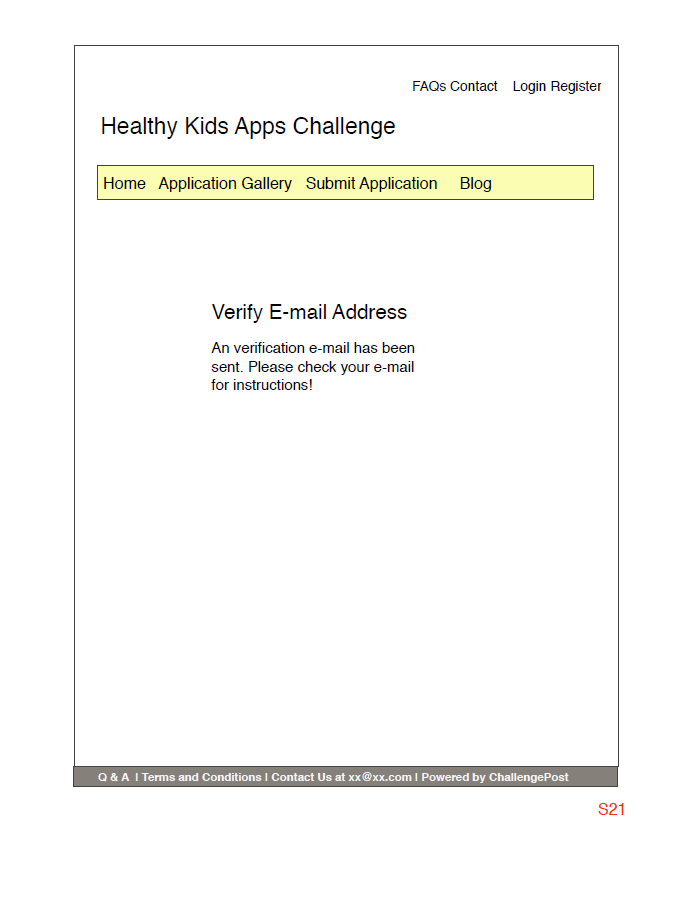 FAQs Contact Login Register
Healthy Kids Apps Challenge
Home Application Gallery Submit Application Blog
Verify E-mail Address
An verification e-mail has been
sent. Please check your e-mail
for instructions!
Q & A | Terms and Conditions | Contact Us at xx@xx.com | Powered by ChallengePost
S21